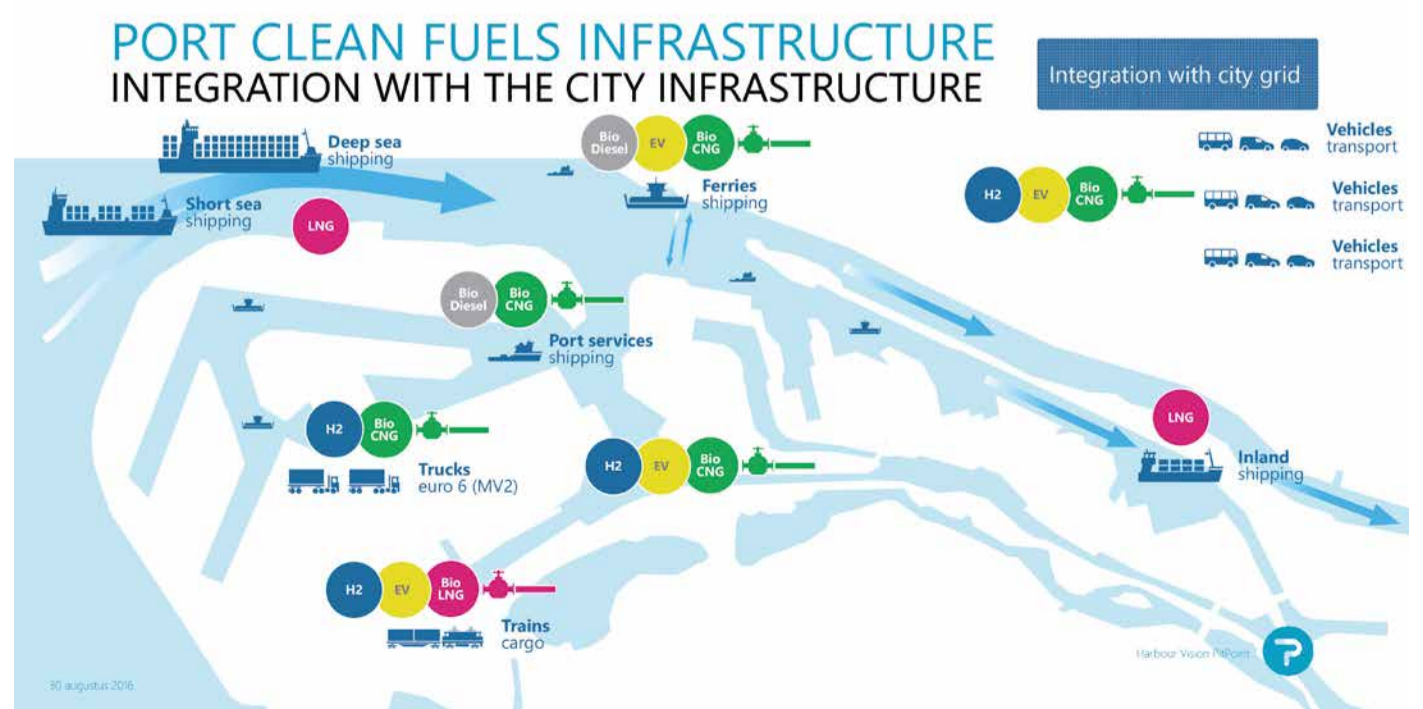 PORT CLEAN FUELS INFRASTRUCTURE
INTEGRATION WITH THE CITY INFRASTRUCTURE
Integration with city grid
Deep sea
shipping
Short sea
shipping
LNG
Bio
Diesel
EV
Bio
CNG
Ferries
shipping
H2
EV
Bio
CNG
Vehicles
transport
Vehicles
transport
Vehicles
transport
Bio
Diesel
Bio
CNG
Port services
shipping
H2
Bio
CNG
Trucks
euro 6 (MV2)
H2
EV
Bio
CNG
LNG
Inland
shipping
H2
EV
Bio
LNG
Trains
cargo
Harbour Vision PitPoint
30 augustus 2016